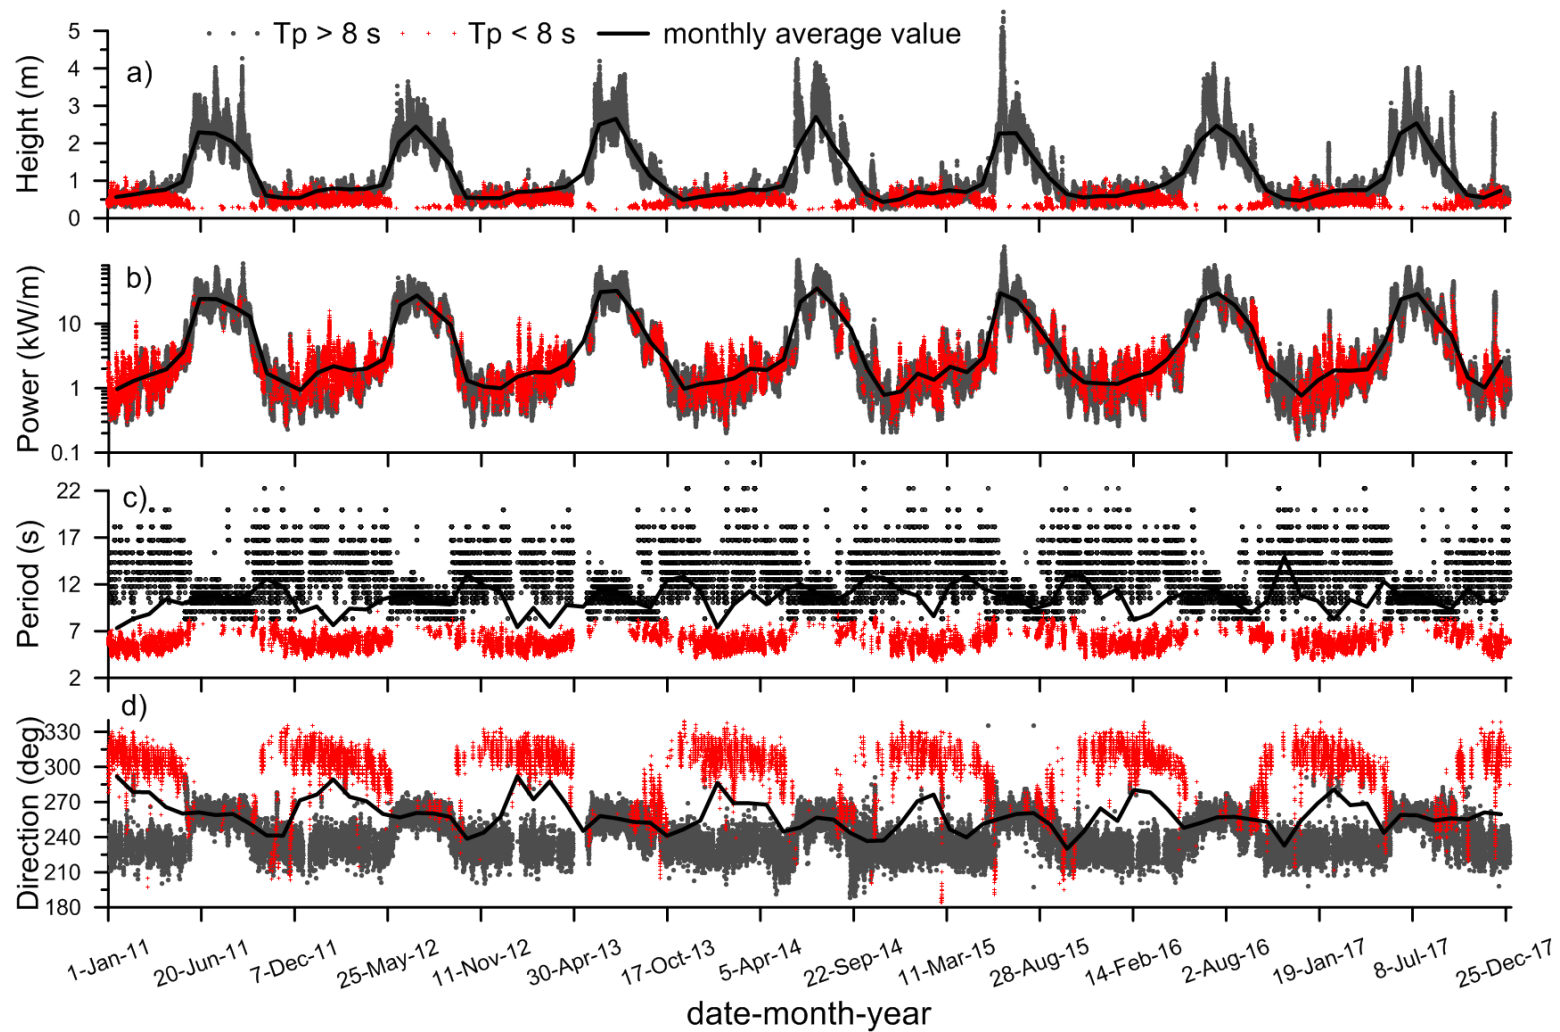 Tp > 8 s Tp < 8 s monthly average value
a)
Height (m)
5
4
3
2
1
0
b)
Power (kW/m)
10
1
0.1
c)
Period (s)
22
17
12
7
2
d)
Direction (deg)
330
300
270
240
210
180
1-Jan-11 20-Jun-11 7-Dec-11 25-May-12 11-Nov-12 30-Apr-13 17-Oct-13 5-Apr-14 22-Sep-14 11-Mar-15 28-Aug-15 14-Feb-16 2-Aug-16 19-Jan-17 8-Jul-17 25-Dec-17
date-month-year